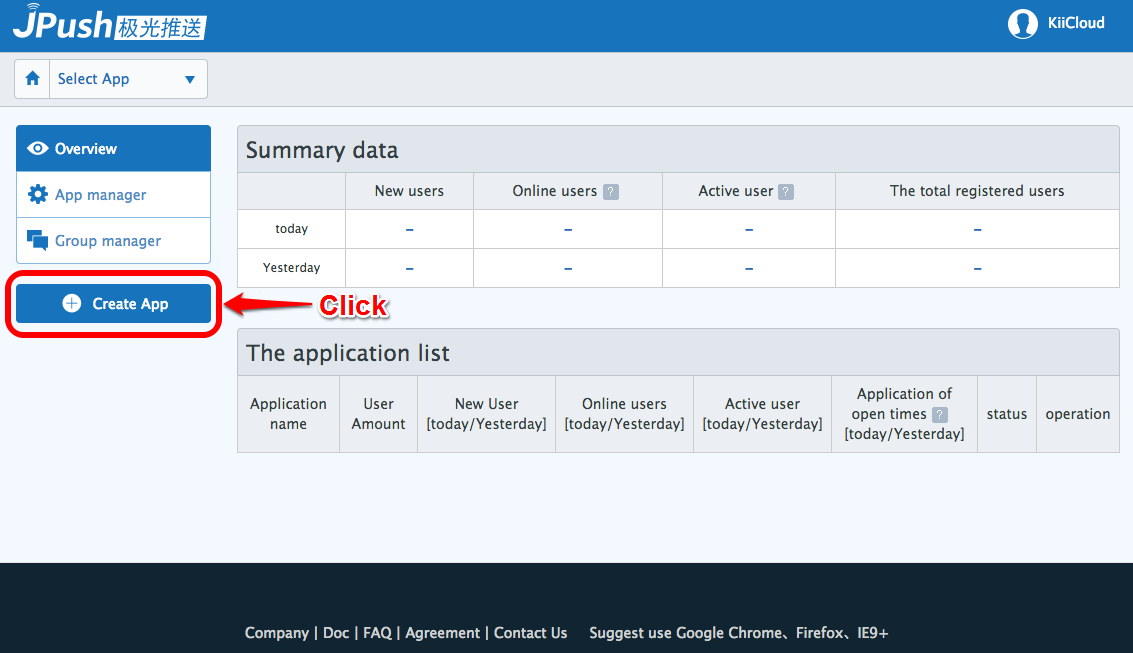 JPush极光推送
KiiCloud
Select App
Overview
App manager
Group manager
Create App
Click
Summary data
New users
Online users ?
Active user ?
The total registered users
today
–
–
–
–
Yesterday
–
–
–
–
The application list
Application
name
User
Amount
New User
[today/Yesterday]
Online users
[today/Yesterday]
Active user
[today/Yesterday]
Application of
open times ?
[today/Yesterday]
status
operation
Company | Doc | FAQ | Agreement | Contact Us Suggest use Google Chrome、Firefox、IE9+